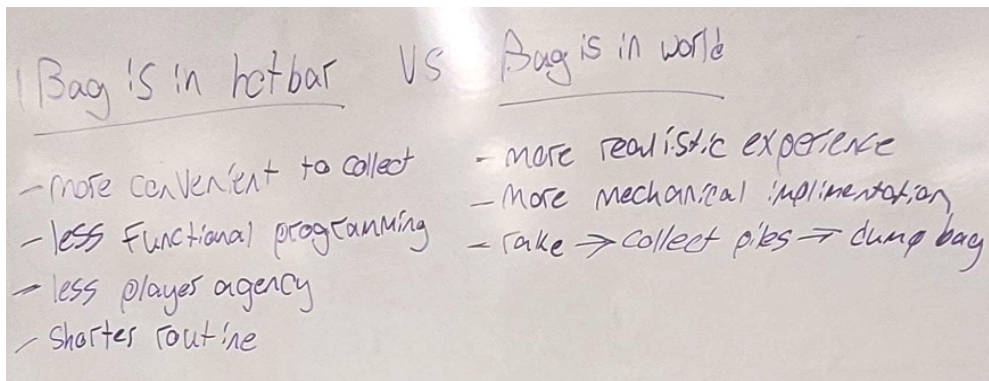 Bag is in hotbar VS Bag is in world
- more convenient to collect
- less functional programming
- less player agency
- shorter routine
- more realistic experience
- More mechanical implimentation
- rake → collect piles → dump bag